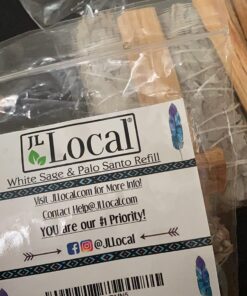 JL Local®
White Sage & Palo Santo Refill
Visit JLLocal.com for More Info!
Contact Help@JLLocal.com
YOU are our #1 Priority!
@JLLocal